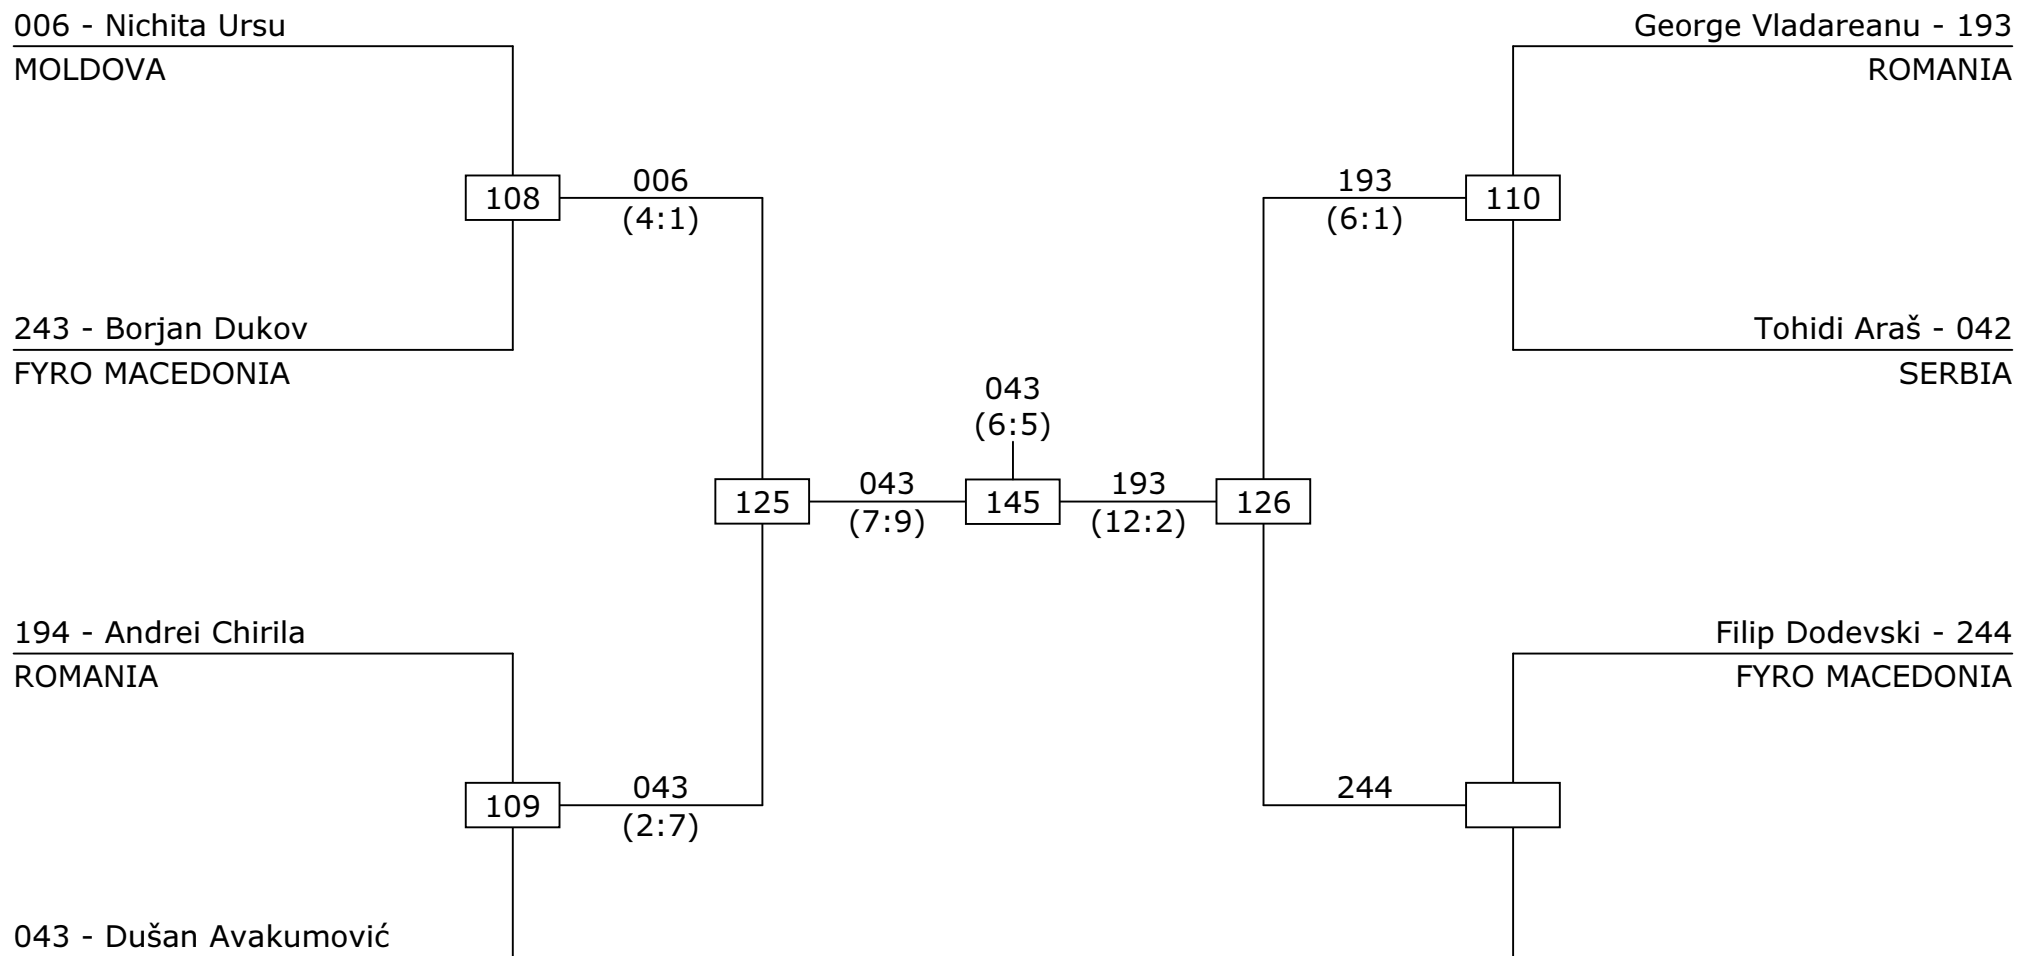 006 - Nichita Ursu
MOLDOVA
George Vladareanu - 193
ROMANIA
108
006
(4:1)
193
(6:1)
110
243 - Borjan Dukov
FYRO MACEDONIA
Tohidi Araš - 042
SERBIA
043
(6:5)
125
043
(7:9)
145
193
(12:2)
126
194 - Andrei Chirila
ROMANIA
Filip Dodevski - 244
FYRO MACEDONIA
109
043
(2:7)
244
043 - Dušan Avakumović